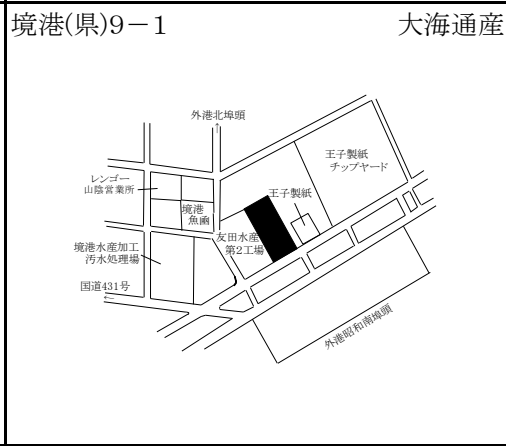 境港(県)9－1
大海通産
外港北埠頭
↑
王子製紙
チップヤード
レンゴー
山陰営業所
王子製紙
境港
魚函
友田水産
第2工場
境港水産加工
汚水処理場
国道431号
←
外港昭和南埠頭